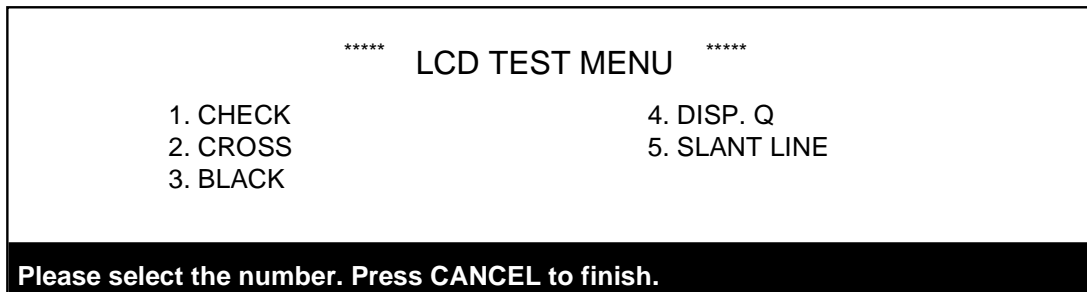 ***** LCD TEST MENU *****
1. CHECK
2. CROSS
3. BLACK
4. DISP. Q
5. SLANT LINE
Please select the number. Press CANCEL to finish.